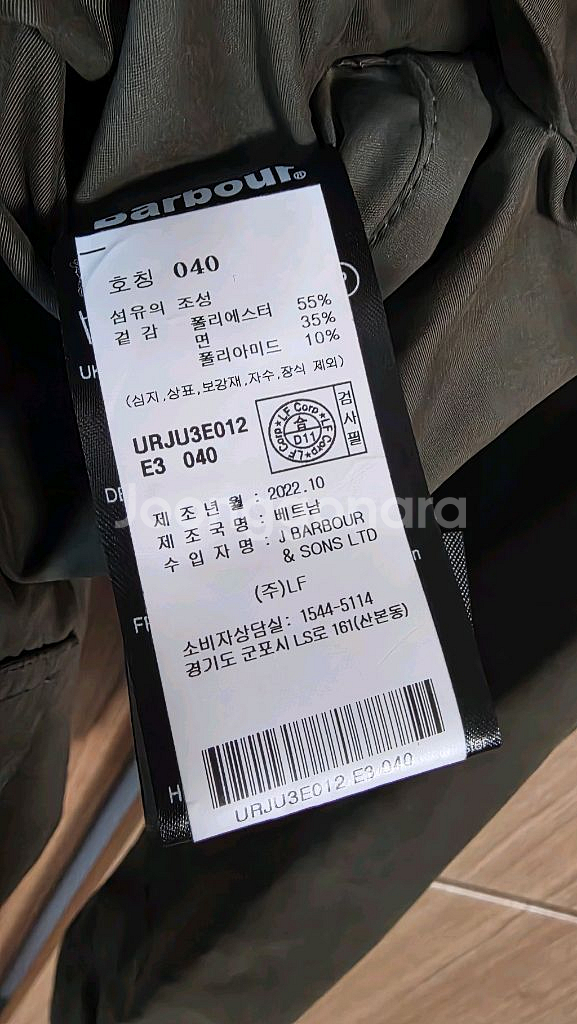 Barbour®
호칭 040
섬유의 조성
겉감 폴리에스터 55%
면 35%
폴리아미드 10%
(심지,상표,보강재,자수,장식 제외)
URJU3E012
E3 040
LF Corp★LF Corp★LF Corp★
合
D11
검사필
제조년월 : 2022.10
제조국명 : 베트남
수입자명 : J BARBOUR
& SONS LTD
(주)LF
소비자상담실: 1544-5114
경기도 군포시 LS로 161(산본동)
URJU3E012 E3 040
Joonggonara